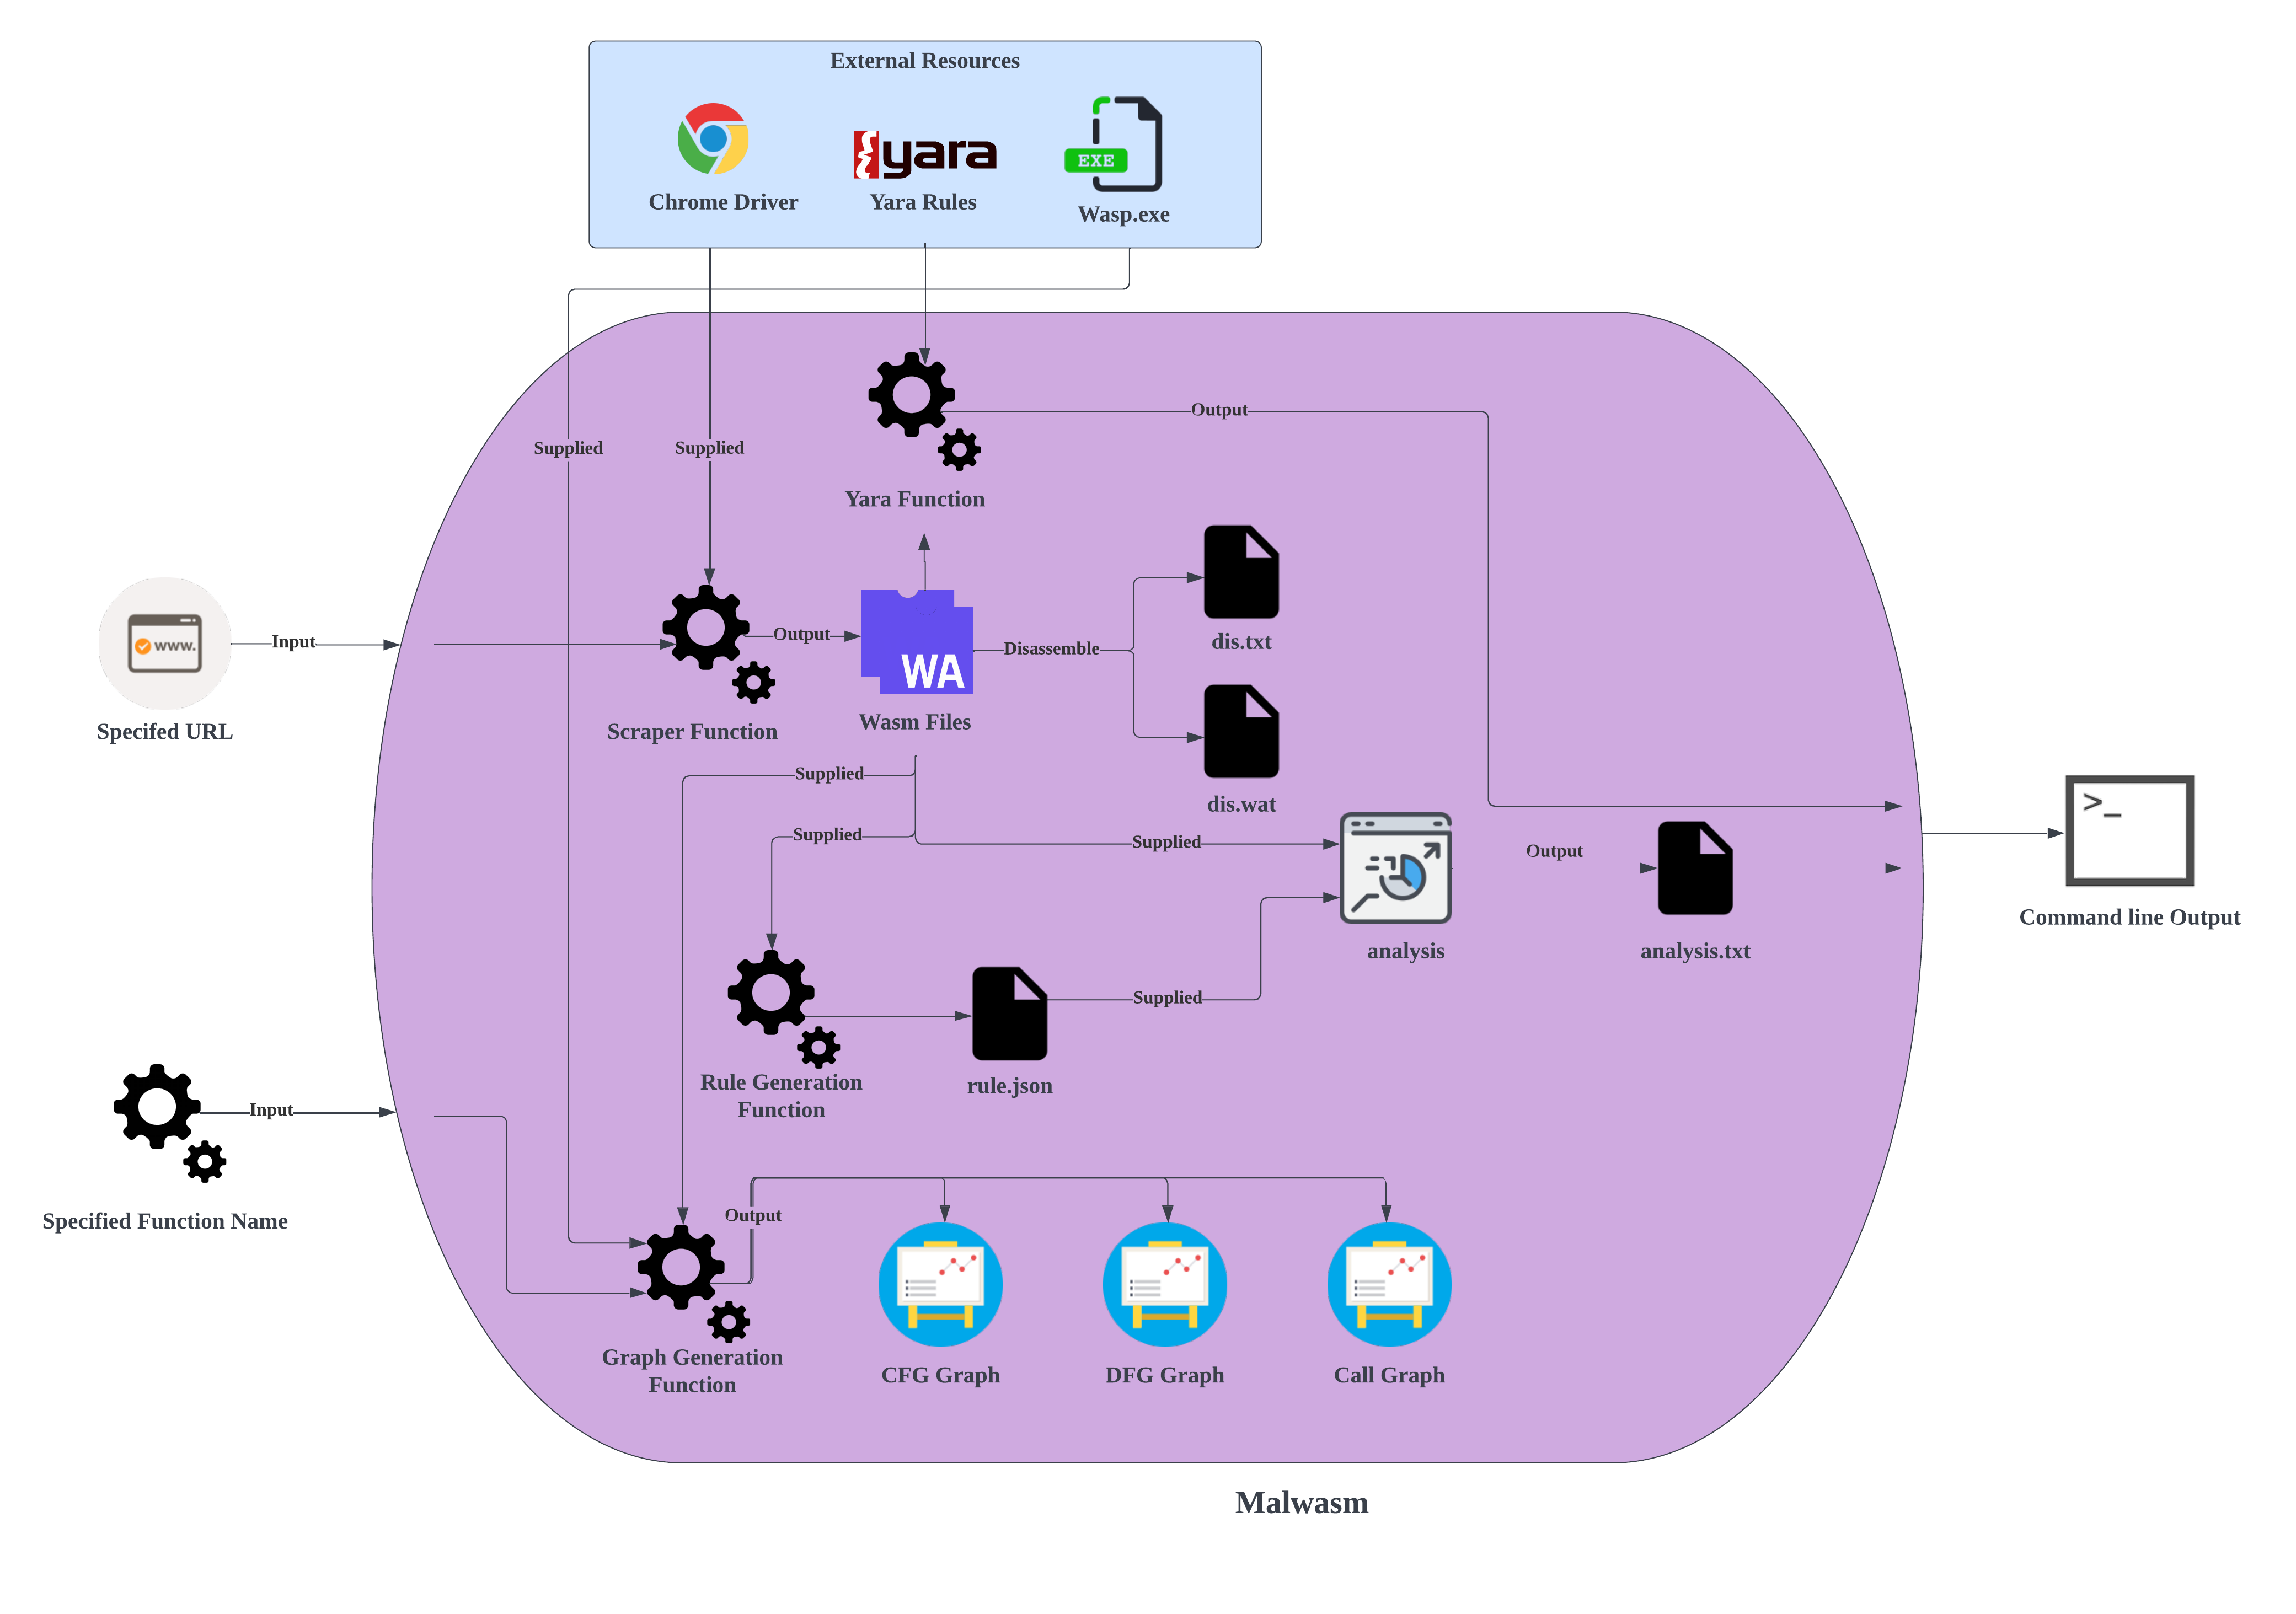 External Resources
yara
EXE
Chrome Driver
Yara Rules
Wasp.exe
Output
Supplied
Supplied
Yara Function
www.
Input
Output
WA
Disassemble
dis.txt
Specifed URL
Scraper Function
Wasm Files
Supplied
dis.wat
>_
Supplied
Supplied
Output
Command line Output
analysis
analysis.txt
Supplied
Rule Generation
Function
rule.json
Input
Specified Function Name
Output
Graph Generation
Function
CFG Graph
DFG Graph
Call Graph
Malwasm